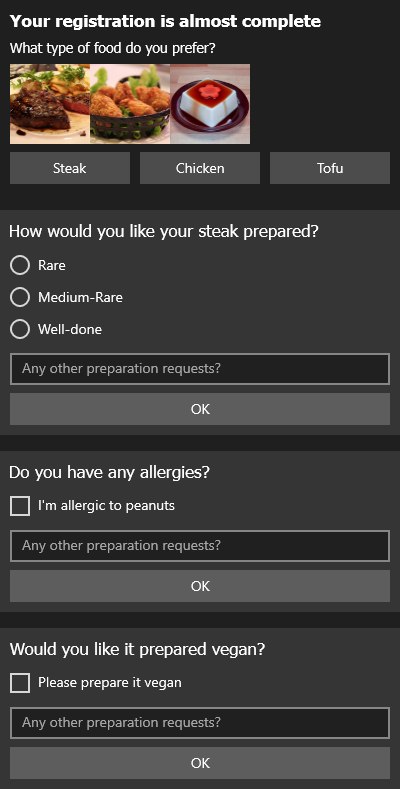 Your registration is almost complete
What type of food do you prefer?
Steak Chicken Tofu
How would you like your steak prepared?
Rare
Medium-Rare
Well-done
Any other preparation requests?
OK
Do you have any allergies?
I'm allergic to peanuts
Any other preparation requests?
OK
Would you like it prepared vegan?
Please prepare it vegan
Any other preparation requests?
OK